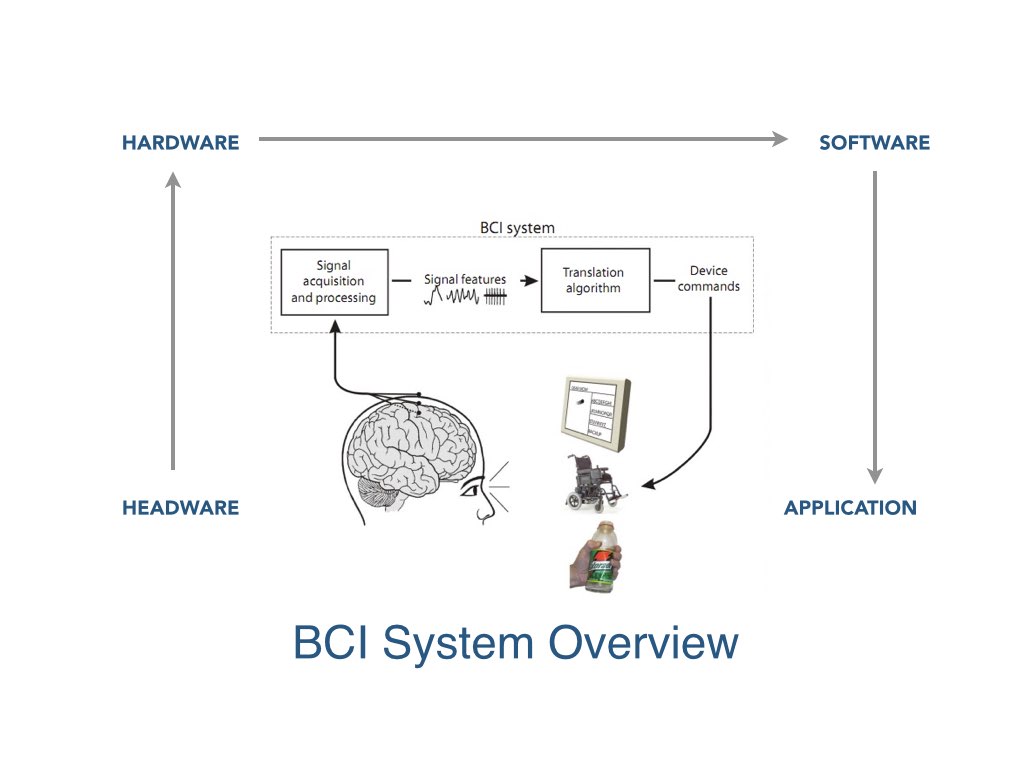 HARDWARE
SOFTWARE
BCI system
Signal
acquisition
and processing
Signal features
Translation
algorithm
Device
commands
HEADWARE
APPLICATION
BCI System Overview